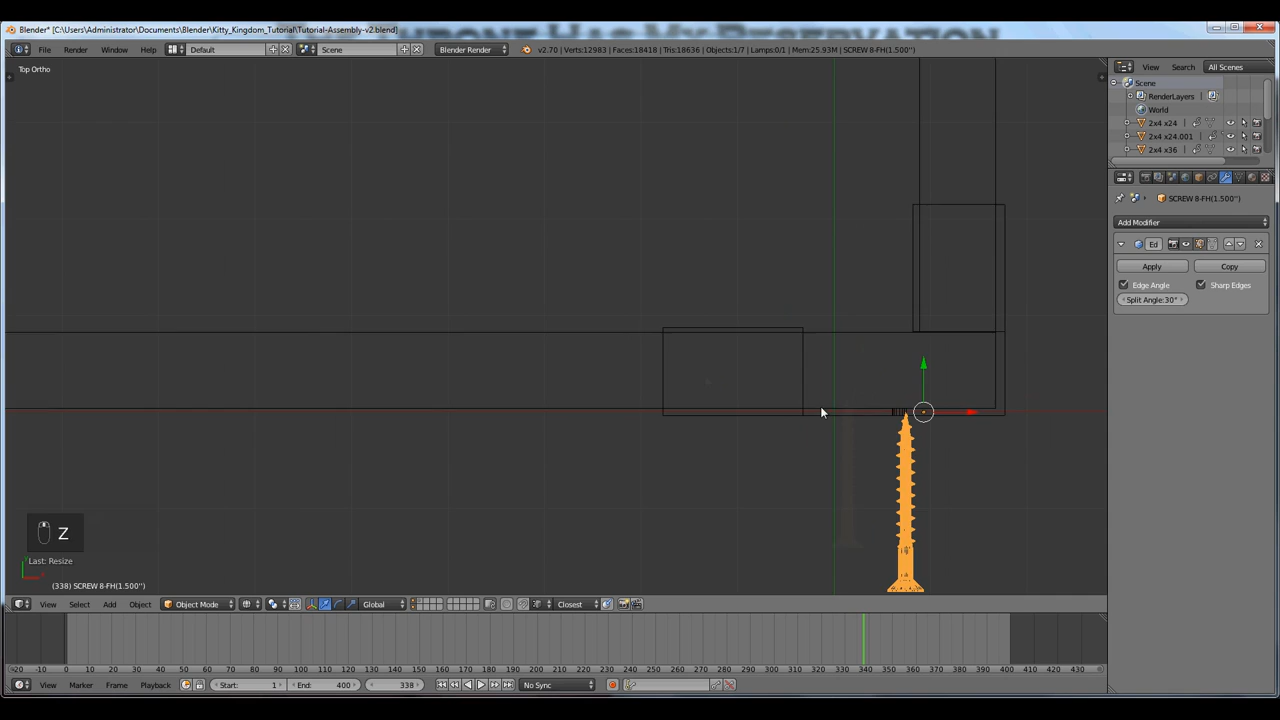 Blender* [C:\Users\Administrator\Documents\Blender\Kitty_Kingdom_Tutorial\Tutorial-Assembly-v2.blend]
File Render Window Help Default Scene Blender Render v2.70 | Verts:12983 | Faces:18418 | Tris:18636 | Objects:1/7 | Lamps:0/1 | Mem:25.93M | SCREW 8-FH(1.500'')
Top Ortho
View Search All Scenes
Scene
RenderLayers
World
2x4 x24
2x4 x24.001
2x4 x36
SCREW 8-FH(1.500'')
Add Modifier
Ed
Apply Copy
Edge Angle Sharp Edges
Split Angle:30°
Z
Last: Resize
(338) SCREW 8-FH(1.500'')
View Select Add Object Object Mode Global Closest
-20 -10 0 10 20 30 40 50 60 70 80 90 100 110 120 130 140 150 160 170 180 190 200 210 220 230 240 250 260 270 280 290 300 310 320 330 340 350 360 370 380 390 400 410 420 430
View Marker Frame Playback Start: 1 End: 400 338 No Sync